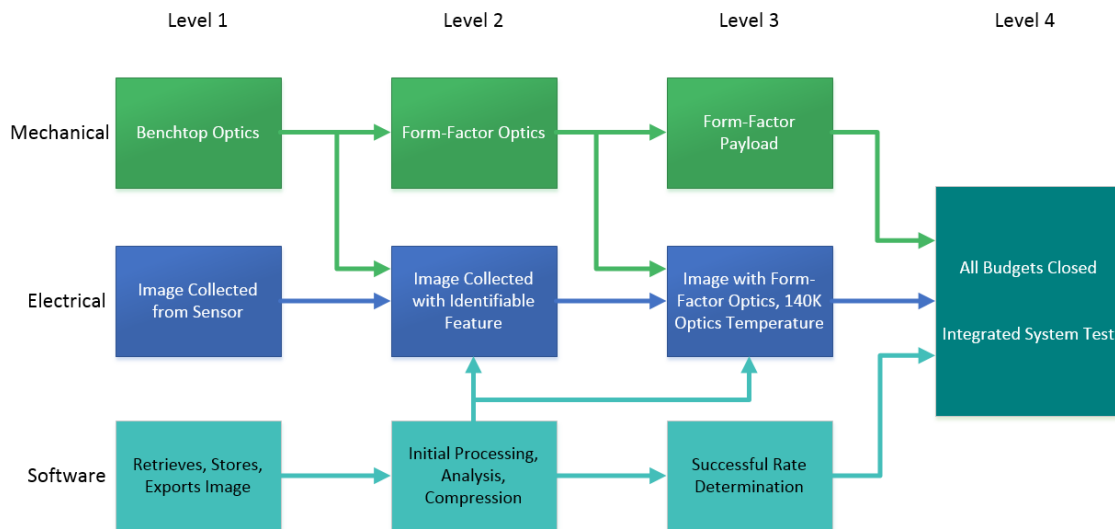 Level 1
Level 2
Level 3
Level 4
Mechanical
Benchtop Optics
Form-Factor Optics
Form-Factor
Payload
Electrical
Image Collected
from Sensor
Image Collected
with Identifiable
Feature
Image with Form-
Factor Optics, 140K
Optics Temperature
All Budgets Closed
Integrated System Test
Software
Retrieves, Stores,
Exports Image
Initial Processing,
Analysis,
Compression
Successful Rate
Determination